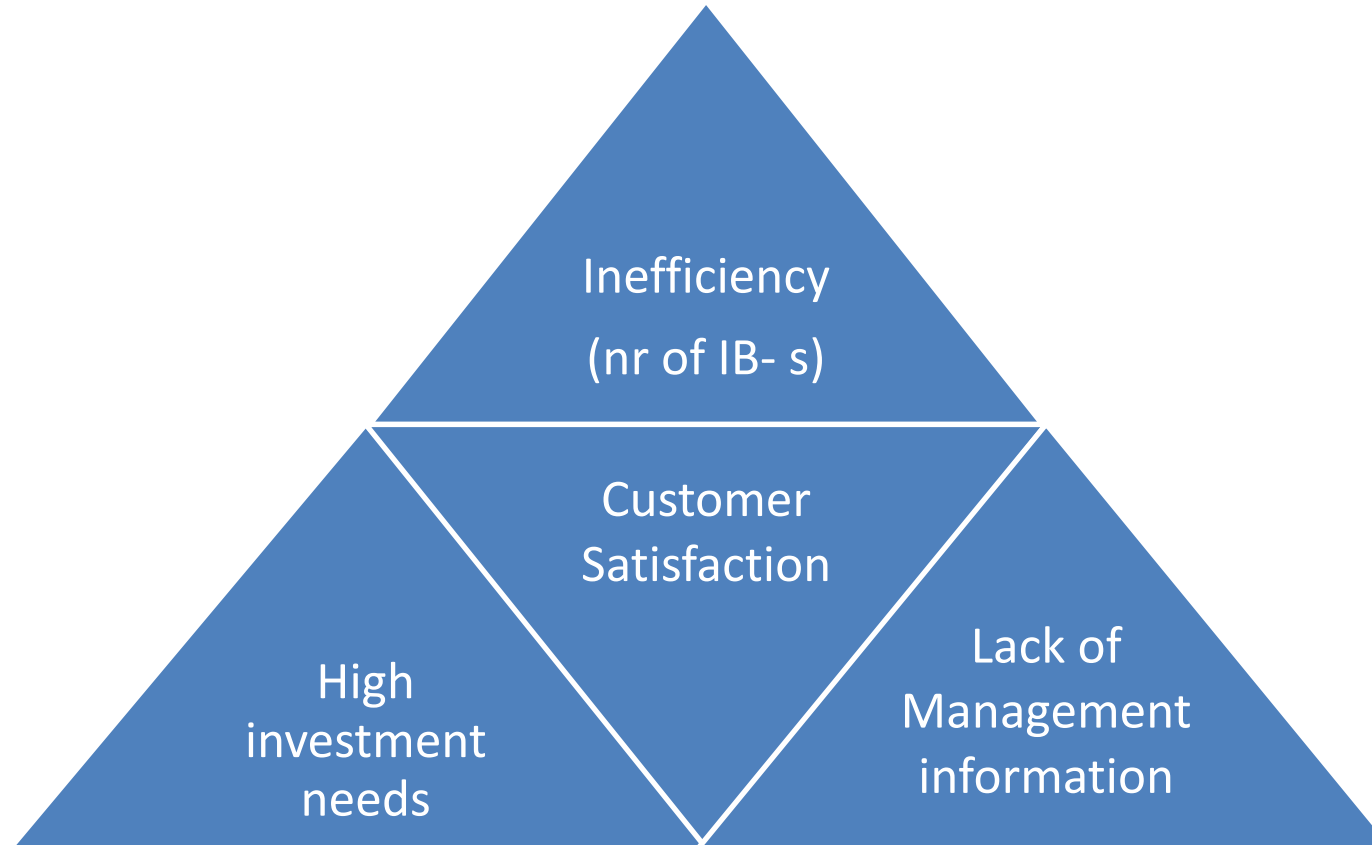 Inefficiency
(nr of IB- s)
Customer
Satisfaction
High
investment
needs
Lack of
Management
information